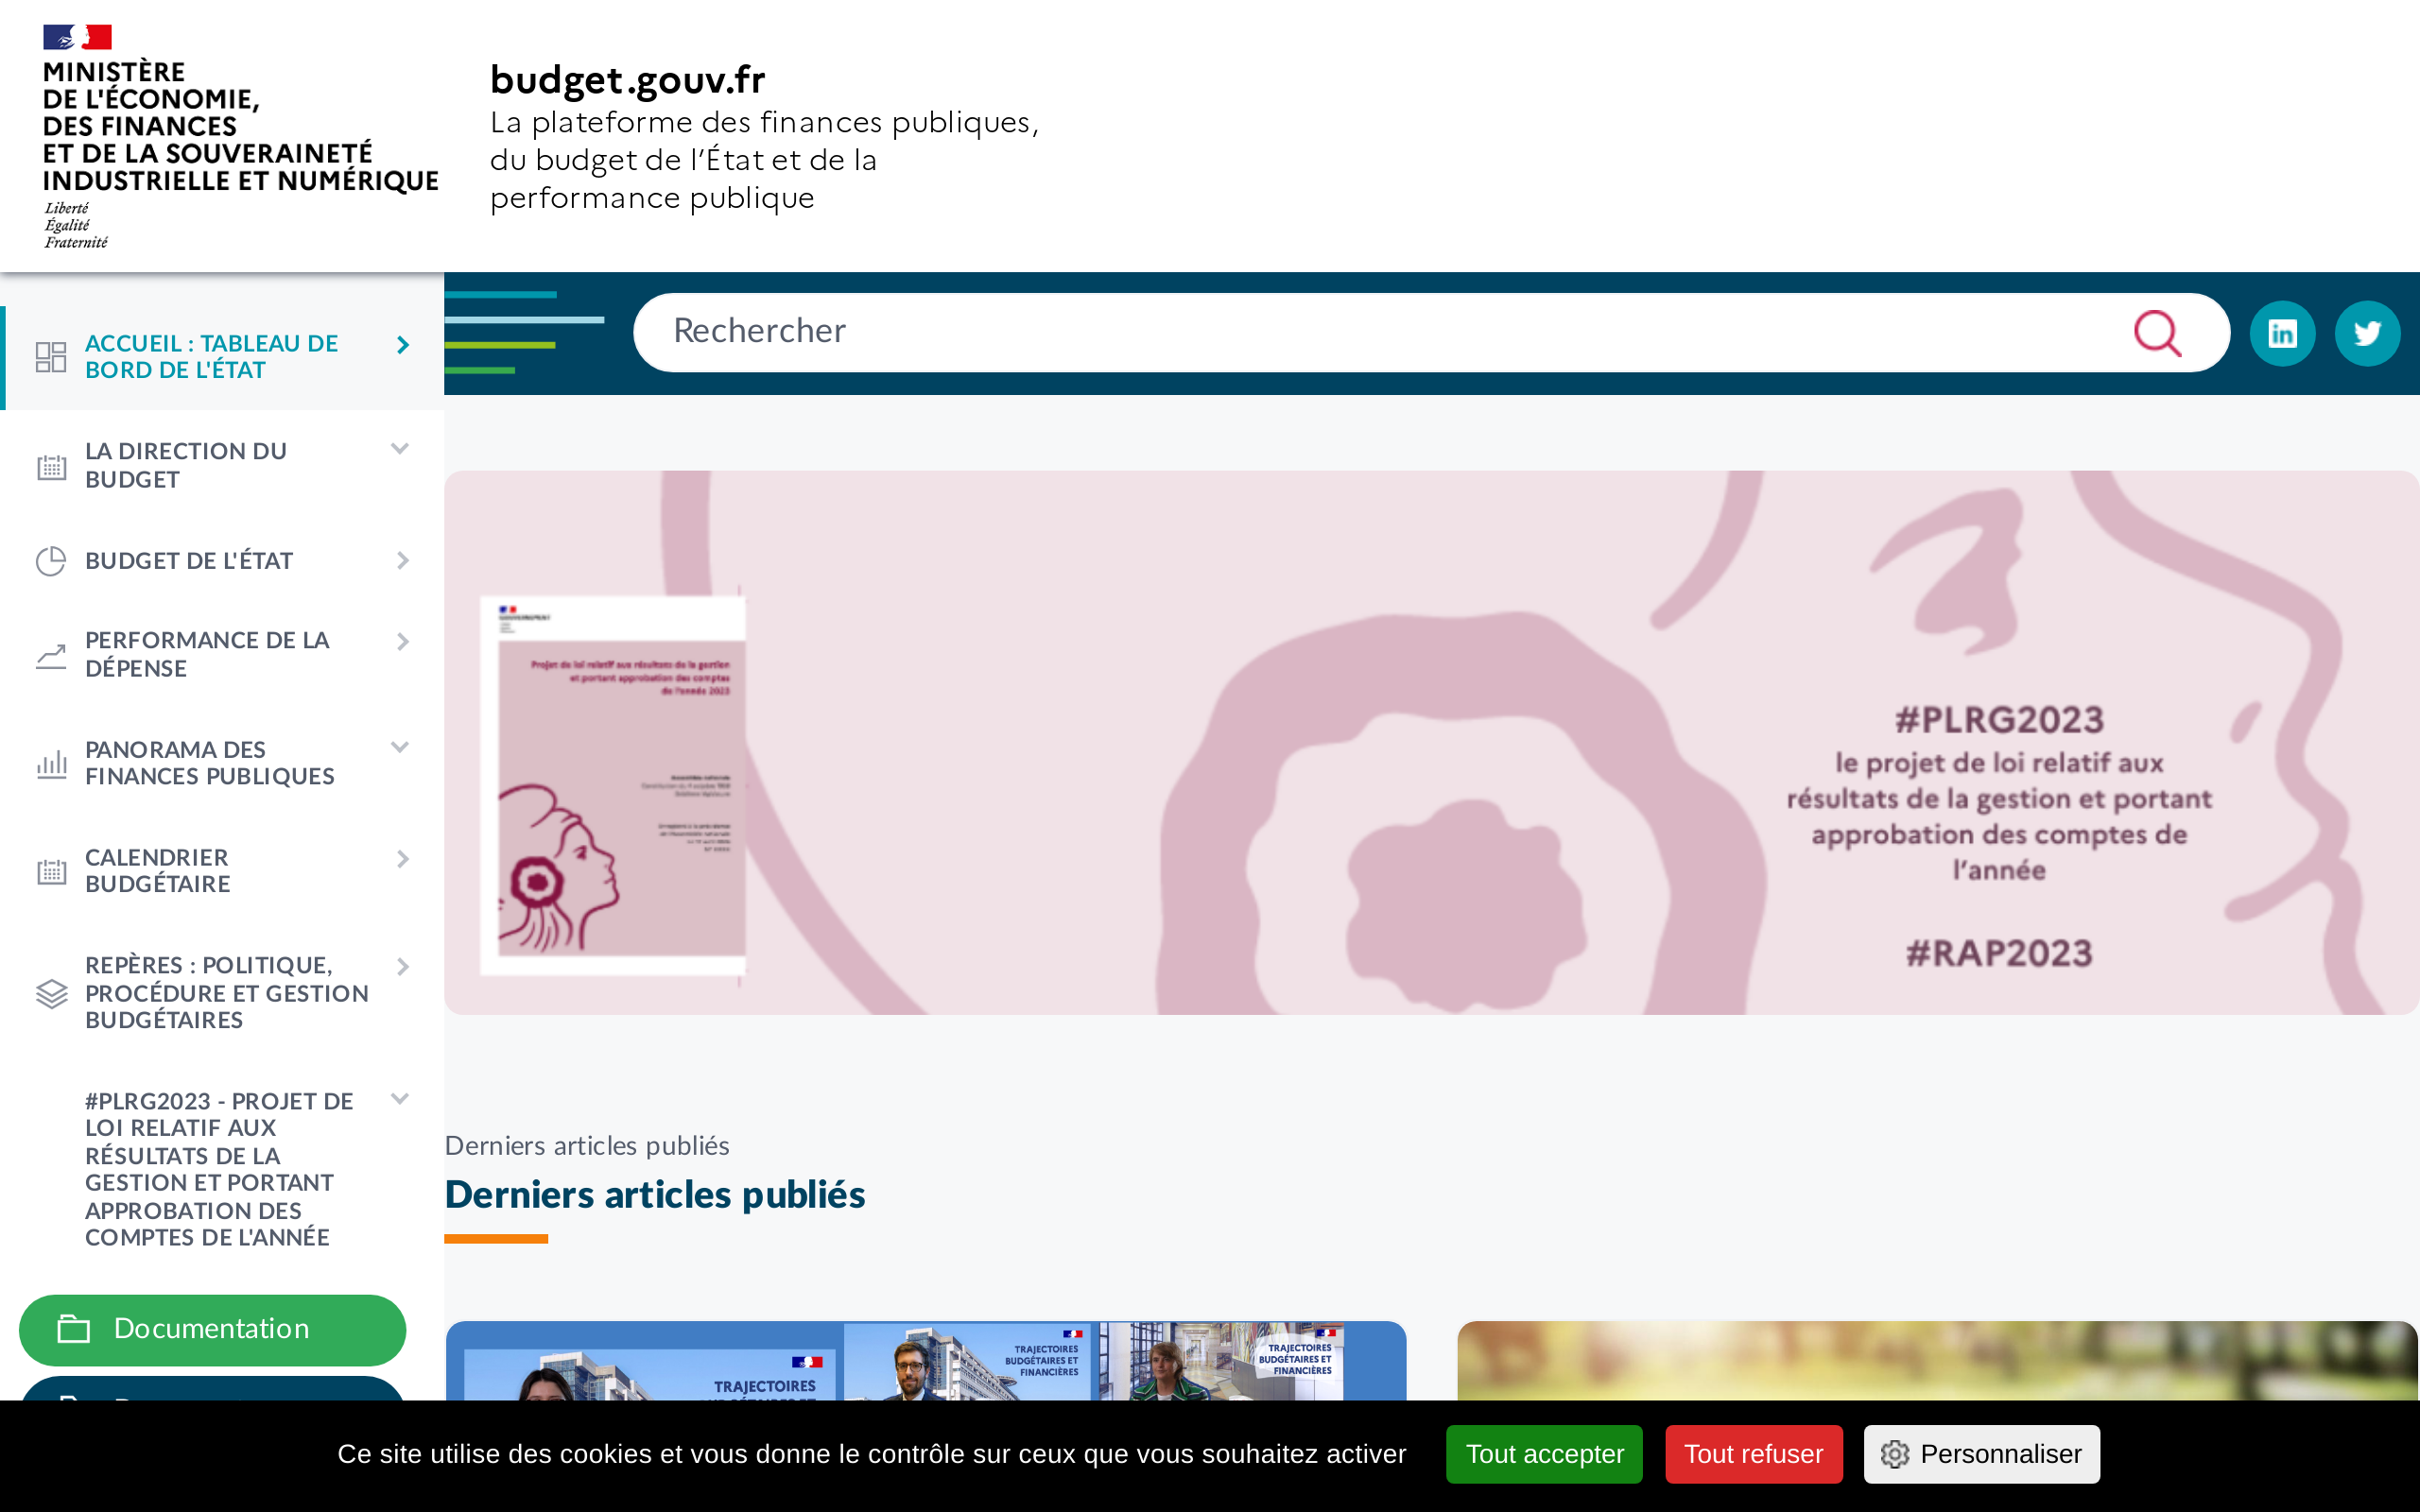 MINISTÈRE
DE L'ÉCONOMIE,
DES FINANCES
ET DE LA SOUVERAINETÉ
INDUSTRIELLE ET NUMÉRIQUE
Liberté
Égalité
Fraternité
budget.gouv.fr
La plateforme des finances publiques,
du budget de l’État et de la
performance publique
Rechercher
in
ACCUEIL : TABLEAU DE
BORD DE L'ÉTAT
LA DIRECTION DU
BUDGET
BUDGET DE L'ÉTAT
PERFORMANCE DE LA
DÉPENSE
PANORAMA DES
FINANCES PUBLIQUES
CALENDRIER
BUDGÉTAIRE
REPÈRES : POLITIQUE,
PROCÉDURE ET GESTION
BUDGÉTAIRES
#PLRG2023 - PROJET DE
LOI RELATIF AUX
RÉSULTATS DE LA
GESTION ET PORTANT
APPROBATION DES
COMPTES DE L'ANNÉE
Documentation
Projet de loi relatif aux résultats de la gestion
et portant approbation des comptes
de l'année 2023
Assemblée nationale
#PLRG2023
le projet de loi relatif aux
résultats de la gestion et portant
approbation des comptes de
l’année
#RAP2023
Derniers articles publiés
Derniers articles publiés
TRAJECTOIRES
TRAJECTOIRES
BUDGÉTAIRES ET
FINANCIÈRES
TRAJECTOIRES
BUDGÉTAIRES ET
FINANCIÈRES
Ce site utilise des cookies et vous donne le contrôle sur ceux que vous souhaitez activer
Tout accepter
Tout refuser
Personnaliser